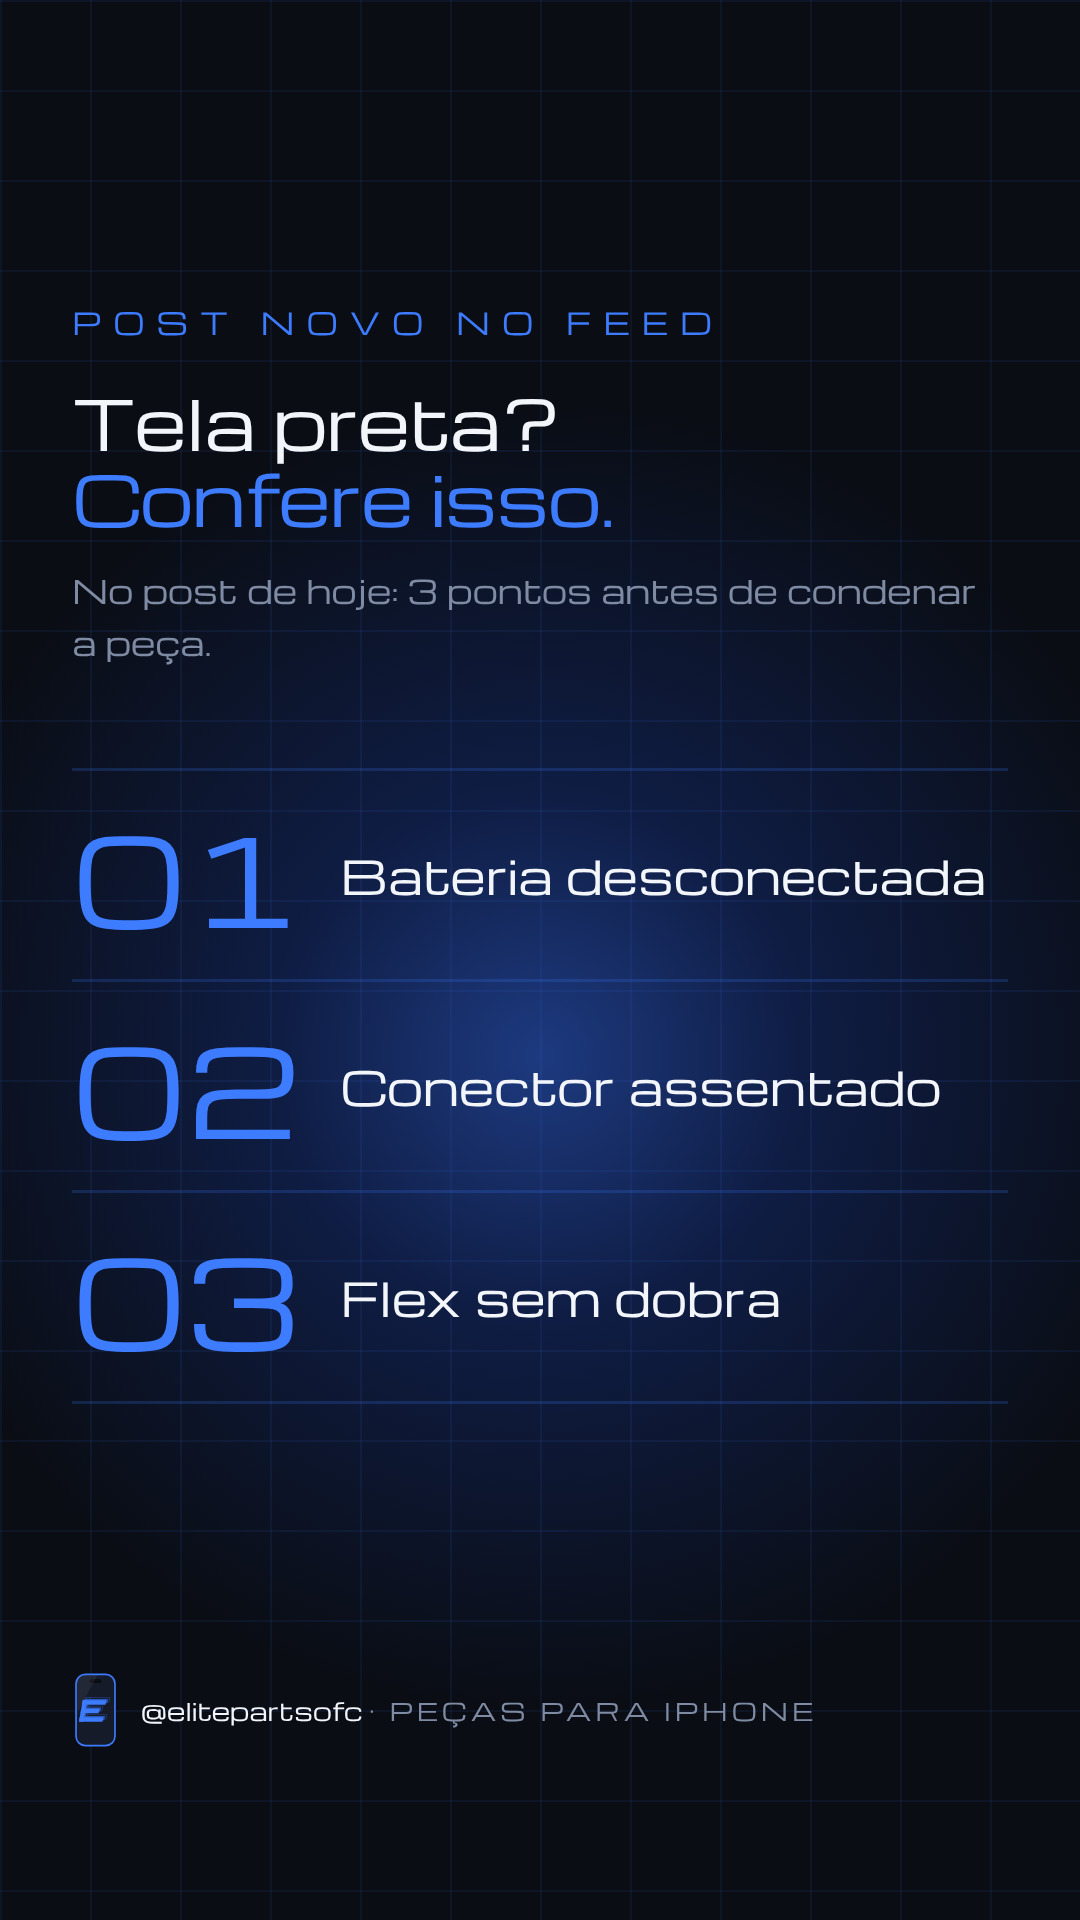 POST NOVO NO FEED
Tela preta?
Confere isso.
No post de hoje: 3 pontos antes de condenar
a peça.
01 Bateria desconectada
02 Conector assentado
03 Flex sem dobra
E @elitepartsofc · PEÇAS PARA IPHONE